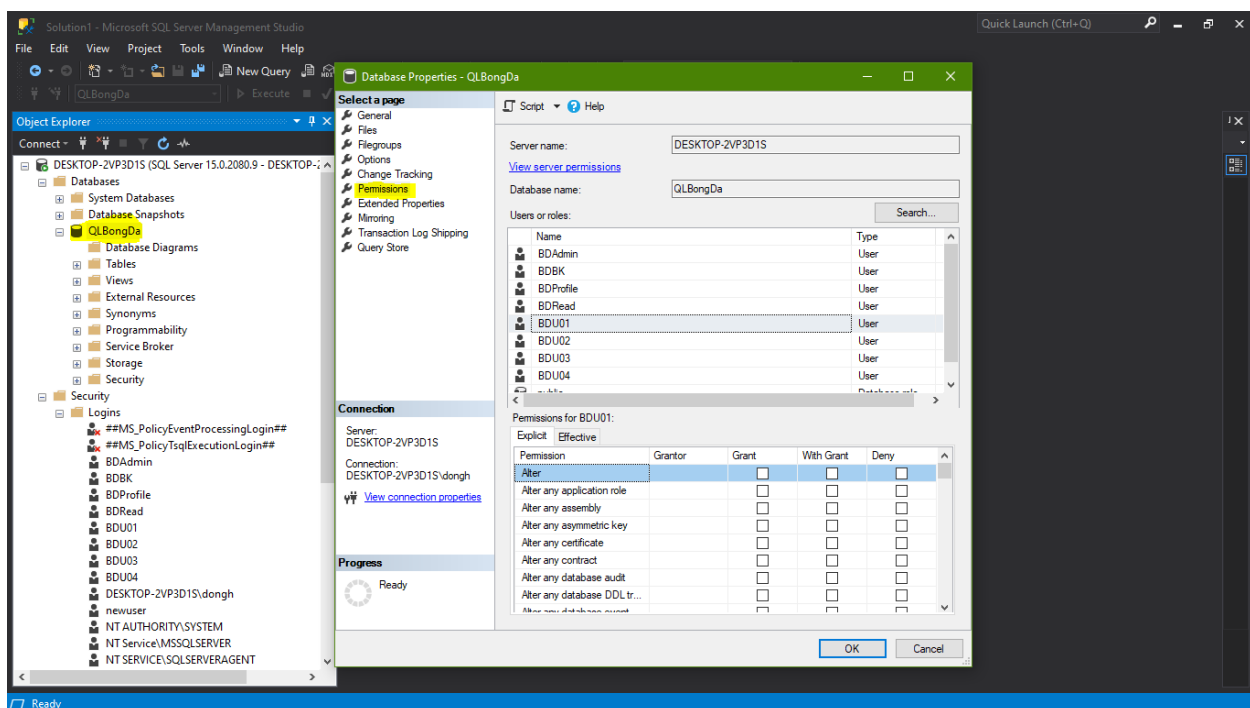 Solution1 - Microsoft SQL Server Management Studio
Quick Launch (Ctrl+Q)
File Edit View Project Tools Window Help
New Query
QLBongDa
Execute
Object Explorer
Connect
DESKTOP-2VP3D1S (SQL Server 15.0.2080.9 - DESKTOP-2
Databases
System Databases
Database Snapshots
QLBongDa
Database Diagrams
Tables
Views
External Resources
Synonyms
Programmability
Service Broker
Storage
Security
Security
Logins
##MS_PolicyEventProcessingLogin##
##MS_PolicyTsqlExecutionLogin##
BDAdmin
BDBK
BDProfile
BDRead
BDU01
BDU02
BDU03
BDU04
DESKTOP-2VP3D1S\dongh
newuser
NT AUTHORITY\SYSTEM
NT Service\MSSQLSERVER
NT SERVICE\SQLSERVERAGENT
Database Properties - QLBongDa
Select a page
General
Files
Filegroups
Options
Change Tracking
Permissions
Extended Properties
Mirroring
Transaction Log Shipping
Query Store
Connection
Server:
DESKTOP-2VP3D1S
Connection:
DESKTOP-2VP3D1S\dongh
View connection properties
Progress
Ready
Script Help
Server name: DESKTOP-2VP3D1S
View server permissions
Database name: QLBongDa
Users or roles: Search...
Name Type
BDAdmin User
BDBK User
BDProfile User
BDRead User
BDU01 User
BDU02 User
BDU03 User
BDU04 User
public Database role
Permissions for BDU01:
Explicit Effective
Permission Grantor Grant With Grant Deny
Alter
Alter any application role
Alter any assembly
Alter any asymmetric key
Alter any certificate
Alter any contract
Alter any database audit
Alter any database DDL tr...
Alter any database event
OK Cancel
Ready